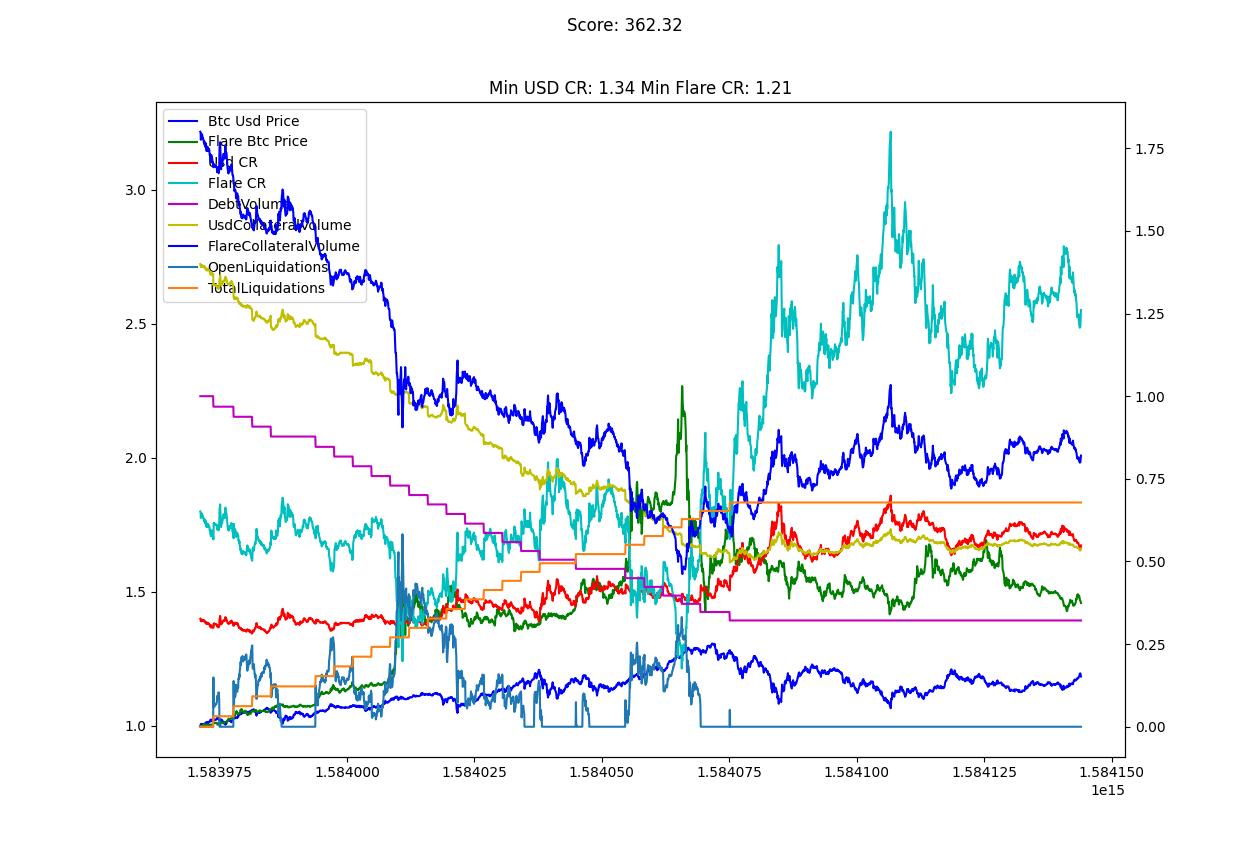 Score: 362.32
Min USD CR: 1.34 Min Flare CR: 1.21
Btc Usd Price
Flare Btc Price
Usd CR
Flare CR
DebtVolume
UsdCollateralVolume
FlareCollateralVolume
OpenLiquidations
TotalLiquidations
3.0
2.5
2.0
1.5
1.0
1.75
1.50
1.25
1.00
0.75
0.50
0.25
0.00
1.583975
1.584000
1.584025
1.584050
1.584075
1.584100
1.584125
1.584150
1e15